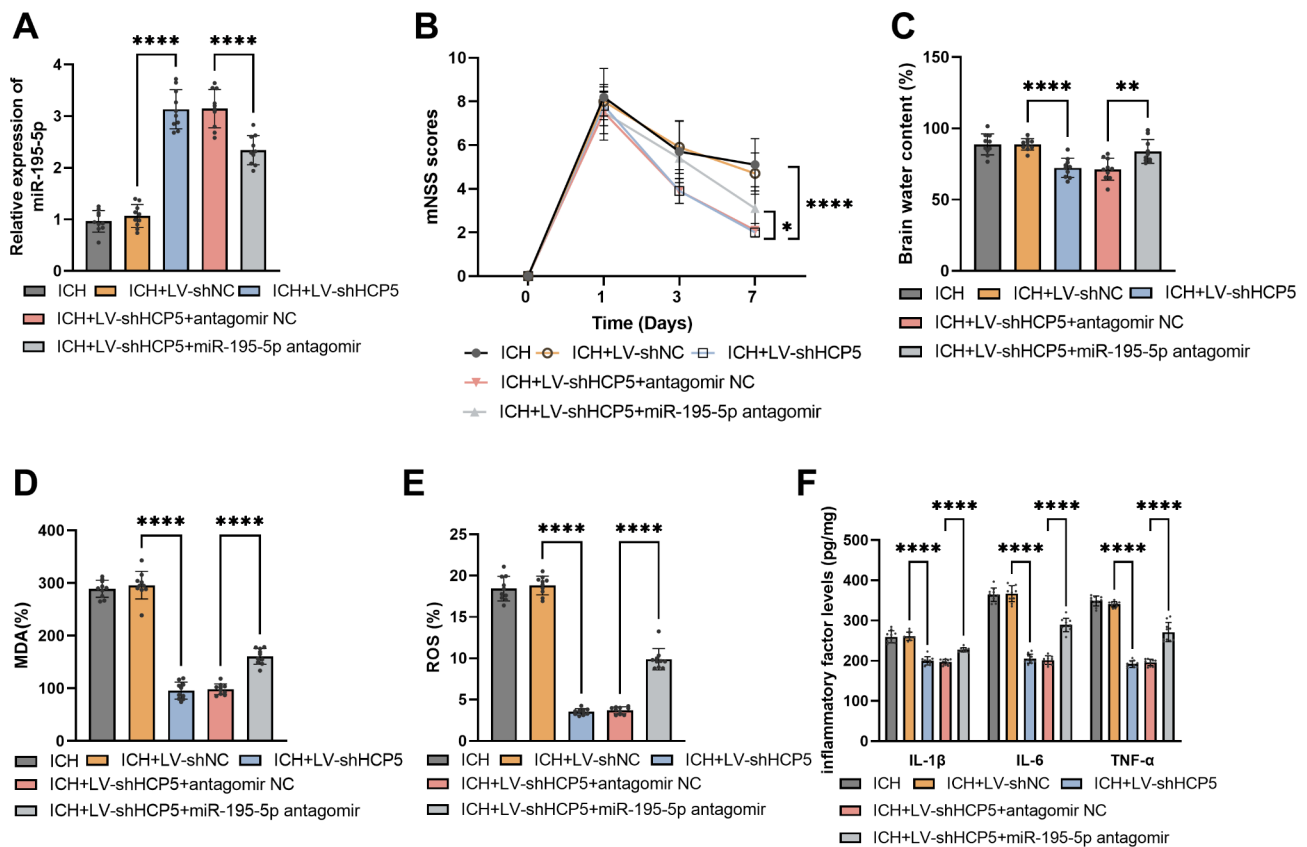 A
Relative expression of
miR-195-5p
4
3
2
1
0
**** ****
ICH ICH+LV-shNC ICH+LV-shHCP5
ICH+LV-shHCP5+antagomir NC
ICH+LV-shHCP5+miR-195-5p antagomir
B
mNSS scores
10
8
6
4
2
0
0 1 3 7
Time (Days)
* ****
ICH ICH+LV-shNC ICH+LV-shHCP5
ICH+LV-shHCP5+antagomir NC
ICH+LV-shHCP5+miR-195-5p antagomir
C
Brain water content (%)
150
100
50
0
**** **
ICH ICH+LV-shNC ICH+LV-shHCP5
ICH+LV-shHCP5+antagomir NC
ICH+LV-shHCP5+miR-195-5p antagomir
D
MDA(%)
400
300
200
100
0
**** ****
ICH ICH+LV-shNC ICH+LV-shHCP5
ICH+LV-shHCP5+antagomir NC
ICH+LV-shHCP5+miR-195-5p antagomir
E
ROS (%)
25
20
15
10
5
0
**** ****
ICH ICH+LV-shNC ICH+LV-shHCP5
ICH+LV-shHCP5+antagomir NC
ICH+LV-shHCP5+miR-195-5p antagomir
F
inflammatory factor levels (pg/mg)
500
400
300
200
100
0
**** **** ****
**** **** ****
IL-1β IL-6 TNF-α
ICH ICH+LV-shNC ICH+LV-shHCP5
ICH+LV-shHCP5+antagomir NC
ICH+LV-shHCP5+miR-195-5p antagomir